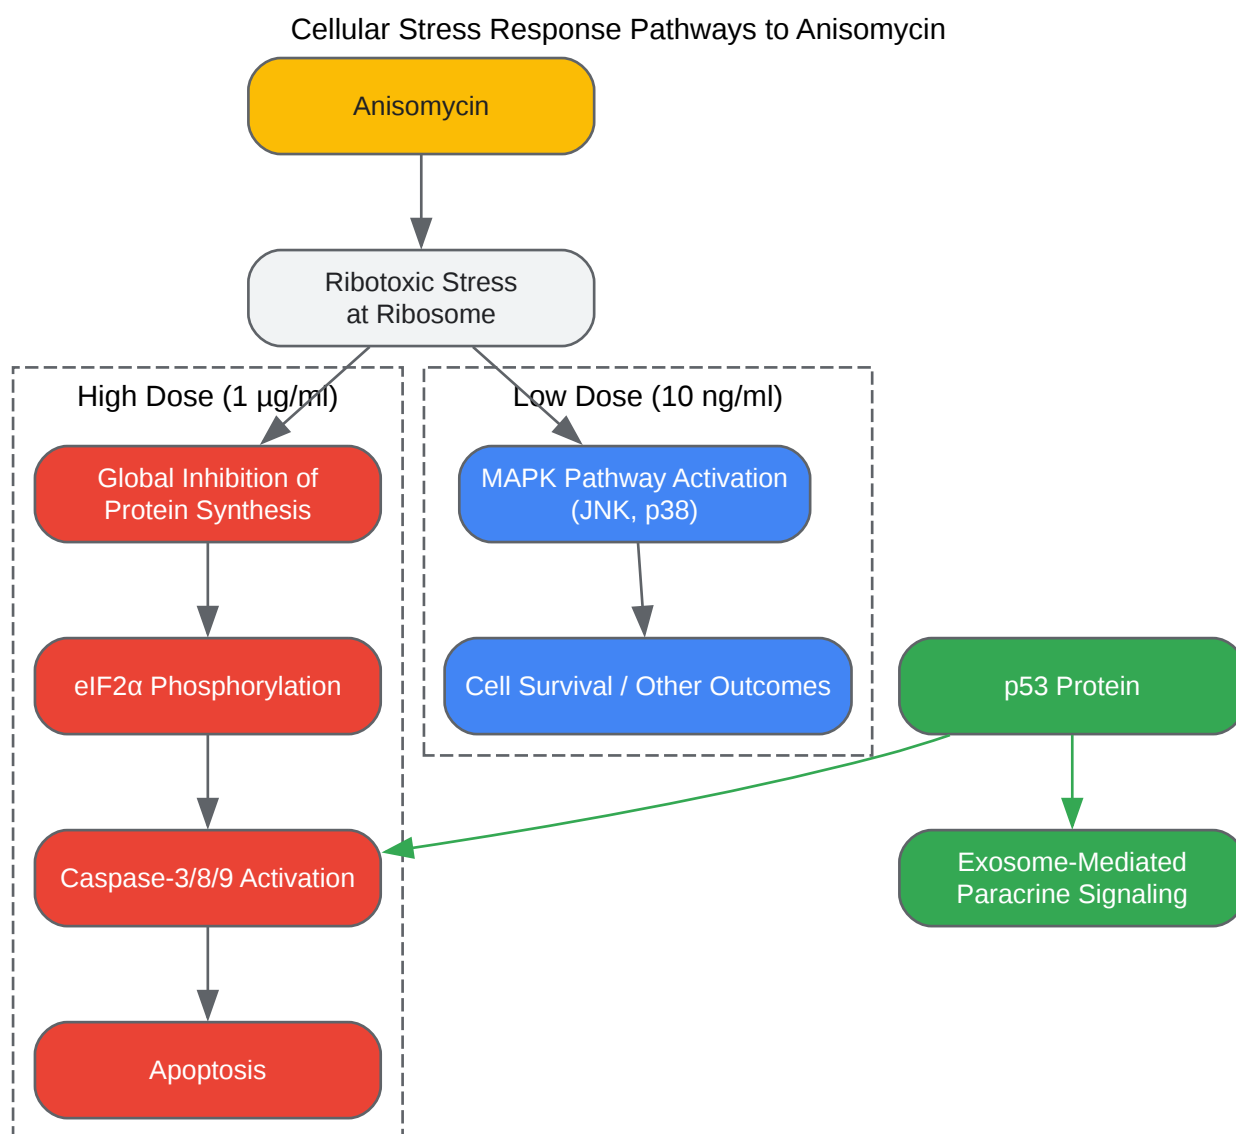 Cellular Stress Response Pathways to Anisomycin
Anisomycin
Ribotoxic Stress
at Ribosome
High Dose (1 µg/ml)
Low Dose (10 ng/ml)
Global Inhibition of
Protein Synthesis
MAPK Pathway Activation
(JNK, p38)
eIF2α Phosphorylation
Cell Survival / Other Outcomes
p53 Protein
Caspase-3/8/9 Activation
Exosome-Mediated
Paracrine Signaling
Apoptosis